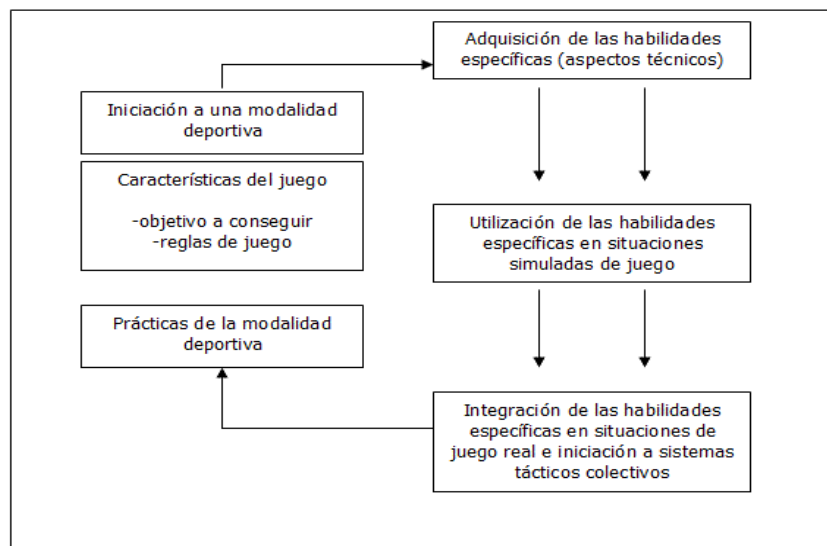 Iniciación a una modalidad
deportiva
Características del juego
-objetivo a conseguir
-reglas de juego
Prácticas de la modalidad
deportiva
Adquisición de las habilidades
específicas (aspectos técnicos)
Utilización de las habilidades
específicas en situaciones
simuladas de juego
Integración de las habilidades
específicas en situaciones de
juego real e iniciación a sistemas
tácticos colectivos